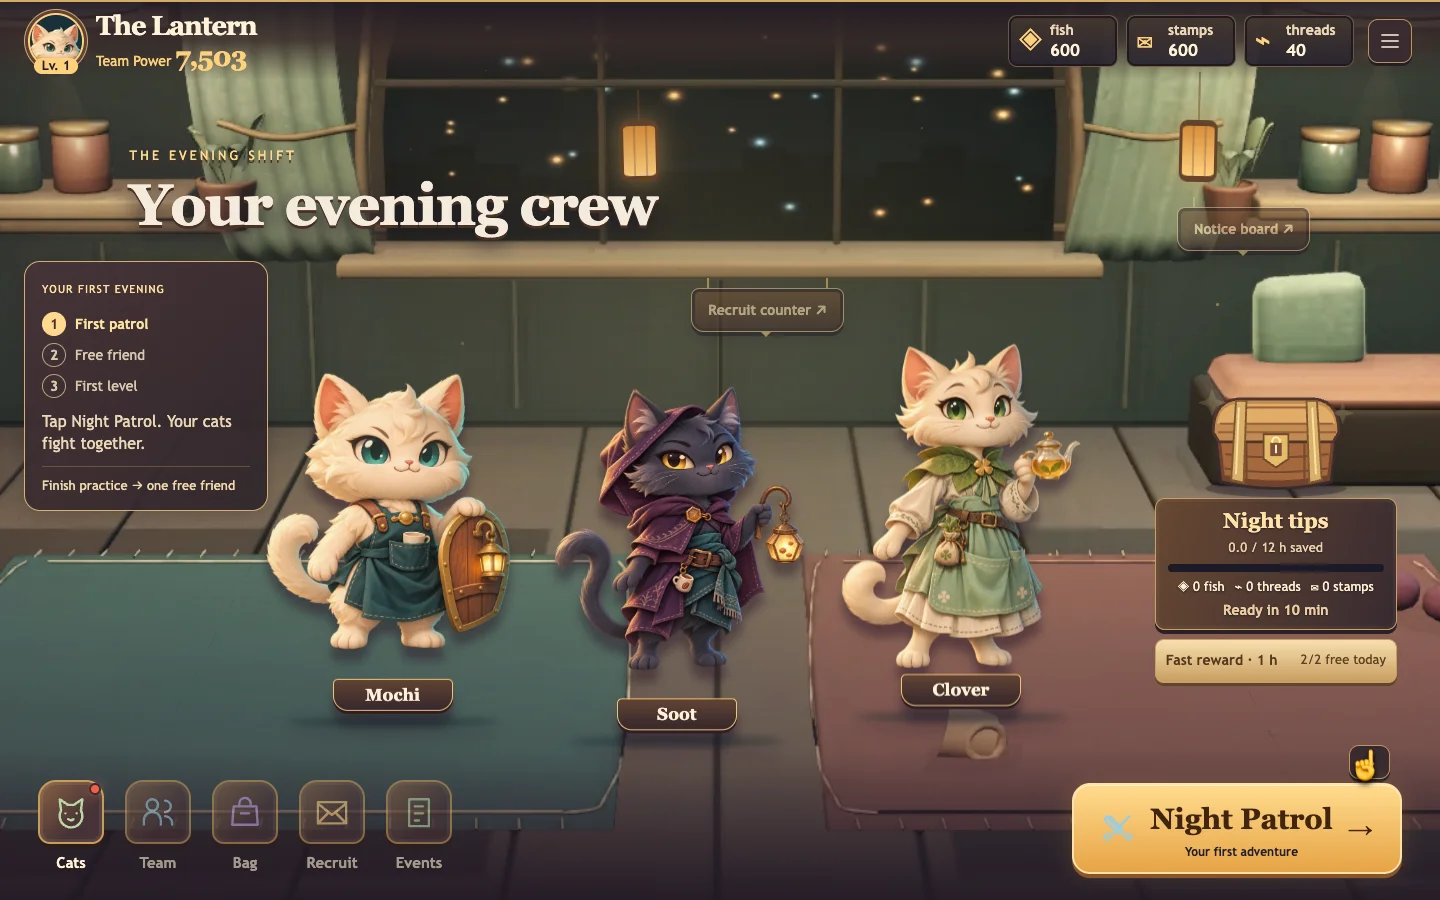 The Lantern
Lv. 1
Team Power 7,503
fish
600
stamps
600
threads
40
THE EVENING SHIFT
Your evening crew
Notice board ↗
Recruit counter ↗
YOUR FIRST EVENING
1 First patrol
2 Free friend
3 First level
Tap Night Patrol. Your cats
fight together.
Finish practice → one free friend
Night tips
0.0 / 12 h saved
0 fish 0 threads 0 stamps
Ready in 10 min
Fast reward · 1 h 2/2 free today
Mochi
Soot
Clover
Cats
Team
Bag
Recruit
Events
Night Patrol →
Your first adventure